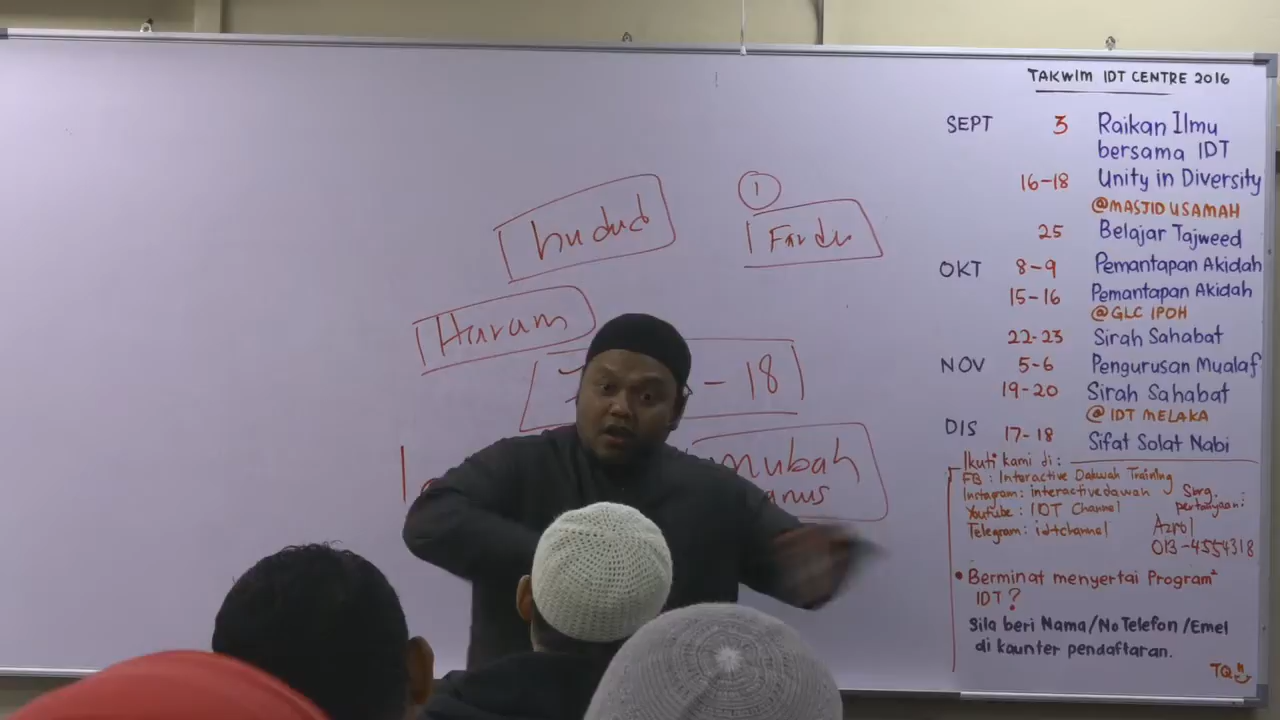 TAKWIM IDT CENTRE 2016
SEPT 3 Raikan Ilmu
bersama IDT
16-18 Unity in Diversity
@MASJID USAMAH
25 Belajar Tajweed
OKT 8-9 Pemantapan Akidah
15-16 Pemantapan Akidah
@GLC IPOH
22-23 Sirah Sahabat
NOV 5-6 Pengurusan Mualaf
19-20 Sirah Sahabat
@IDT MELAKA
DIS 17-18 Sifat Solat Nabi
Ikuti kami di:
FB: Interactive Dakwah Training
Instagram: interactivedawah
Youtube: IDT Channel
Telegram: idtchannel
Sbrg. pertanyaan:
Azrol
013-4554318
• Berminat menyertai Program²
IDT?
Sila beri Nama/No Telefon/Emel
di kaunter pendaftaran.
TQ
hudud
1
Fardu
Haram
- 18
mubah
anus